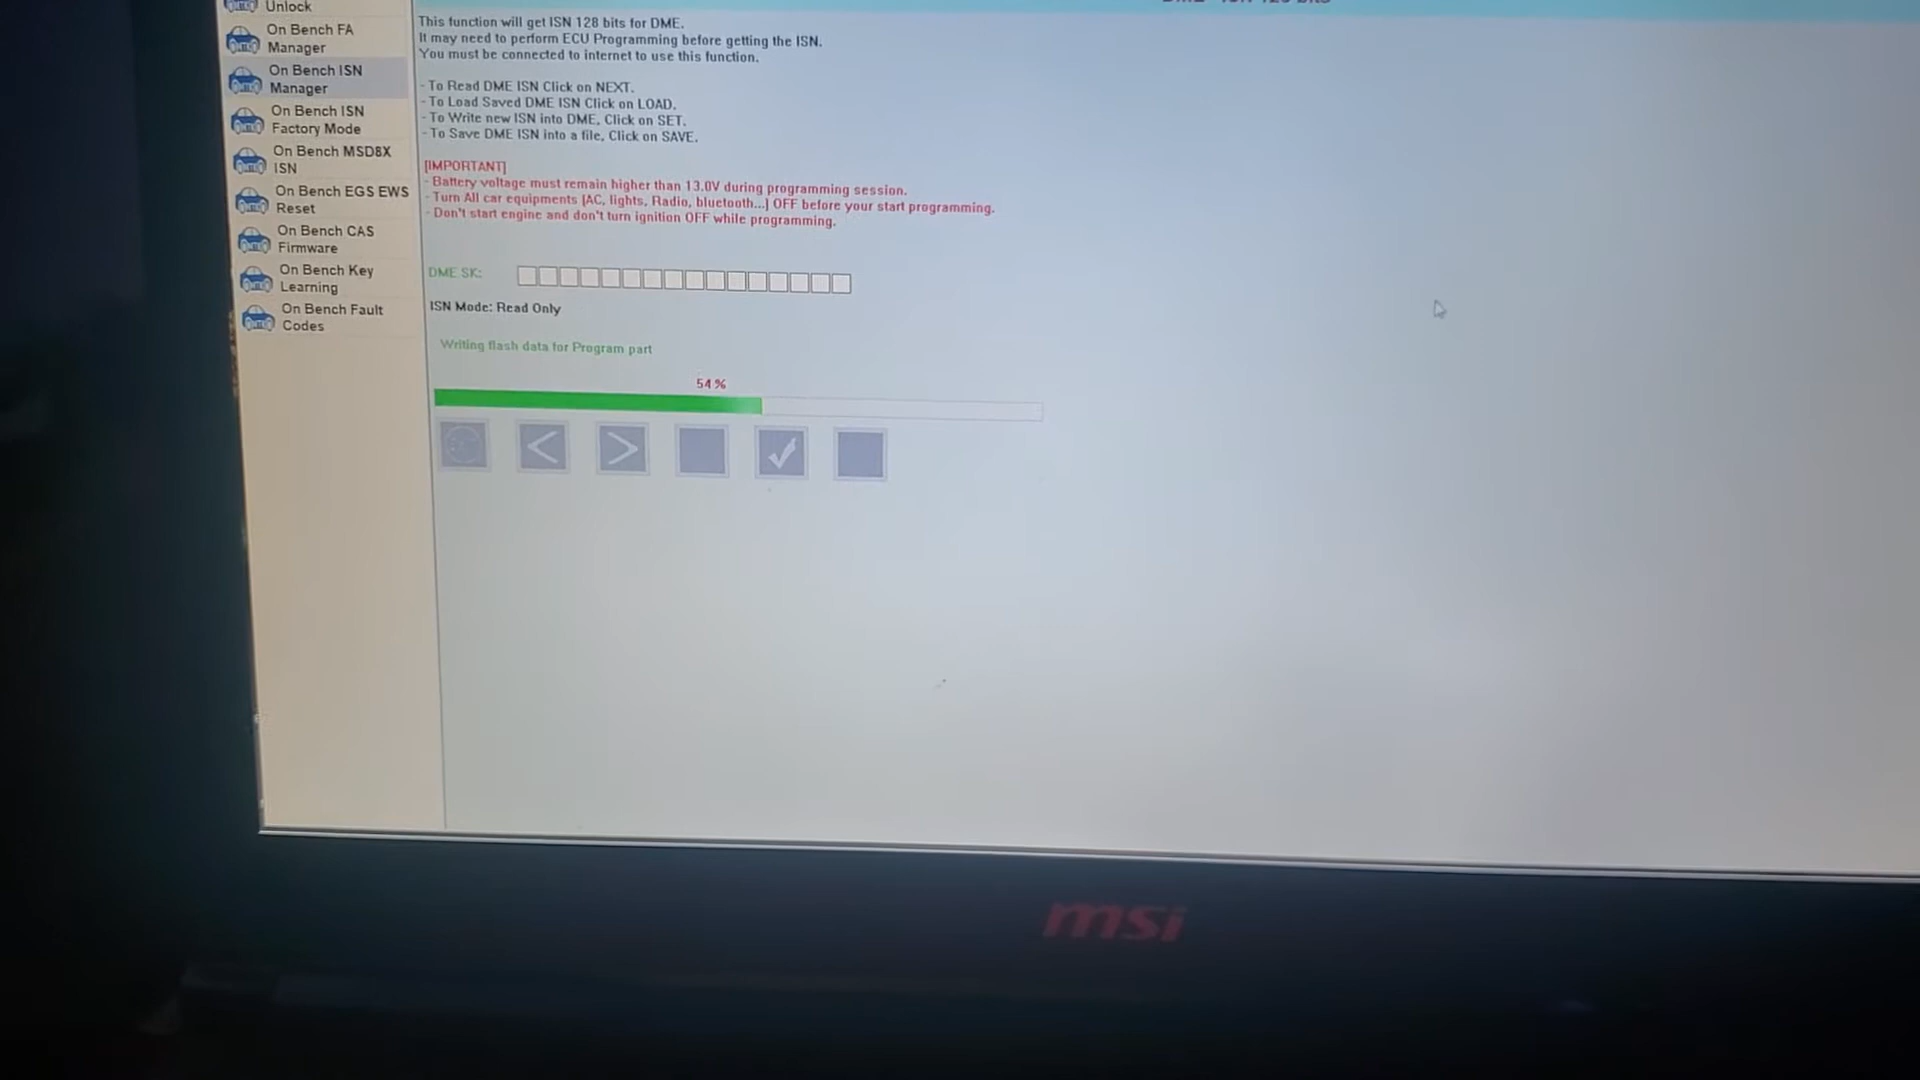 Unlock
On Bench FA
Manager
On Bench ISN
Manager
On Bench ISN
Factory Mode
On Bench MSD8X
ISN
On Bench EGS EWS
Reset
On Bench CAS
Firmware
On Bench Key
Learning
On Bench Fault
Codes
This function will get ISN 128 bits for DME.
It may need to perform ECU Programming before getting the ISN.
You must be connected to internet to use this function.
- To Read DME ISN Click on NEXT.
- To Load Saved DME ISN Click on LOAD.
- To Write new ISN into DME, Click on SET.
- To Save DME ISN into a file, Click on SAVE.
[IMPORTANT]
- Battery voltage must remain higher than 13.0V during programming session.
- Turn All car equipments [AC, lights, Radio, bluetooth...] OFF before your start programming.
- Don't start engine and don't turn ignition OFF while programming.
DME SK:
ISN Mode: Read Only
Writing flash data for Program part
54%
msi